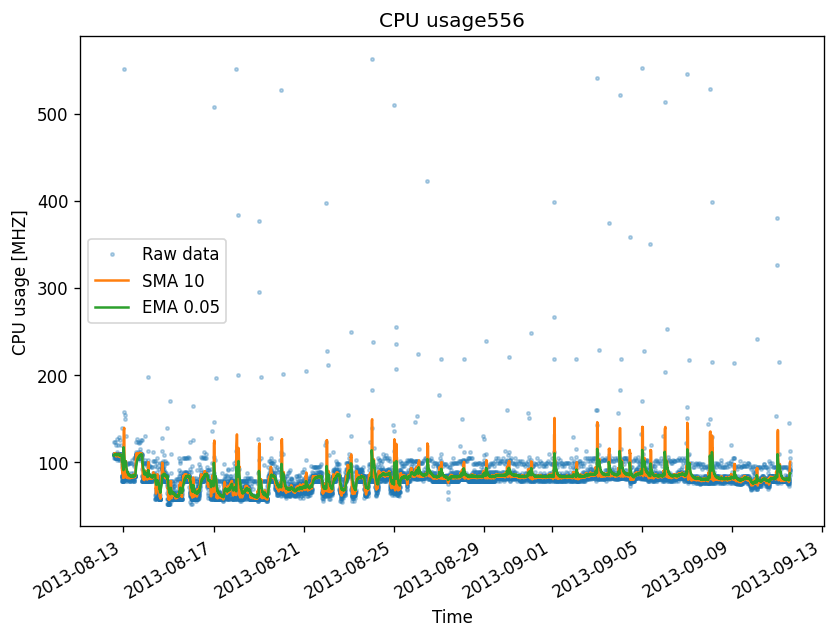 CPU usage556
CPU usage [MHZ]
500
400
300
200
100
Raw data
SMA 10
EMA 0.05
2013-08-13
2013-08-17
2013-08-21
2013-08-25
2013-08-29
2013-09-01
2013-09-05
2013-09-09
2013-09-13
Time